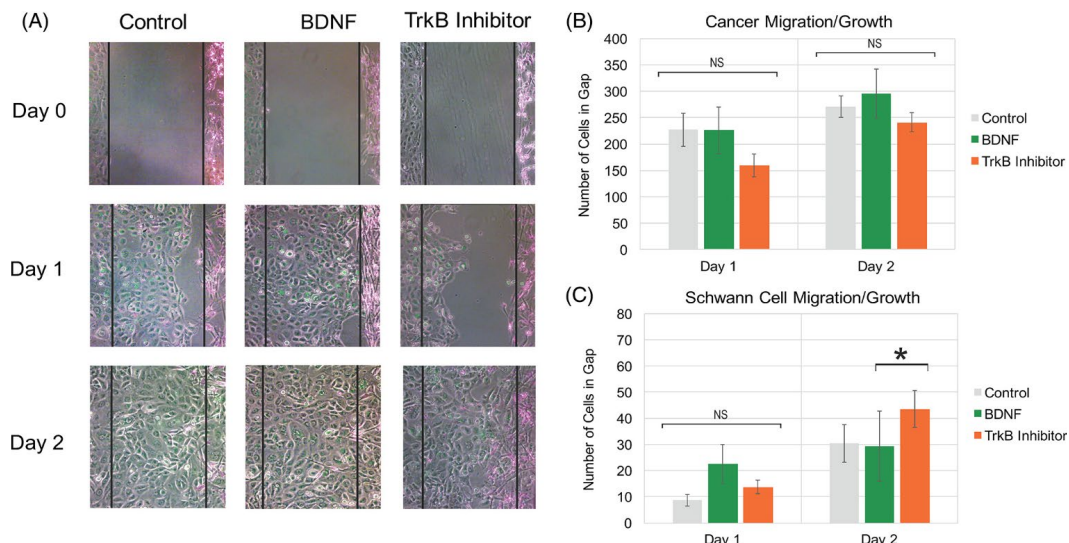 (A)
Control
BDNF
TrkB Inhibitor
Day 0
Day 1
Day 2
(B)
Cancer Migration/Growth
Number of Cells in Gap
400
350
300
250
200
150
100
50
0
NS
NS
Day 1
Day 2
Control
BDNF
TrkB Inhibitor
(C)
Schwann Cell Migration/Growth
Number of Cells in Gap
80
70
60
50
40
30
20
10
0
NS
*
Day 1
Day 2
Control
BDNF
TrkB Inhibitor